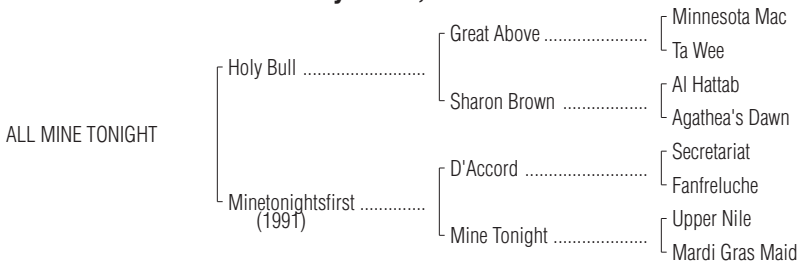 Minnesota Mac
Great Above ........................
Ta Wee
Holy Bull ............................
Al Hattab
Sharon Brown ....................
Agathea's Dawn
ALL MINE TONIGHT
Secretariat
D'Accord ............................
Fanfreluche
Minetonightsfirst ...............
(1991)
Upper Nile
Mine Tonight ......................
Mardi Gras Maid